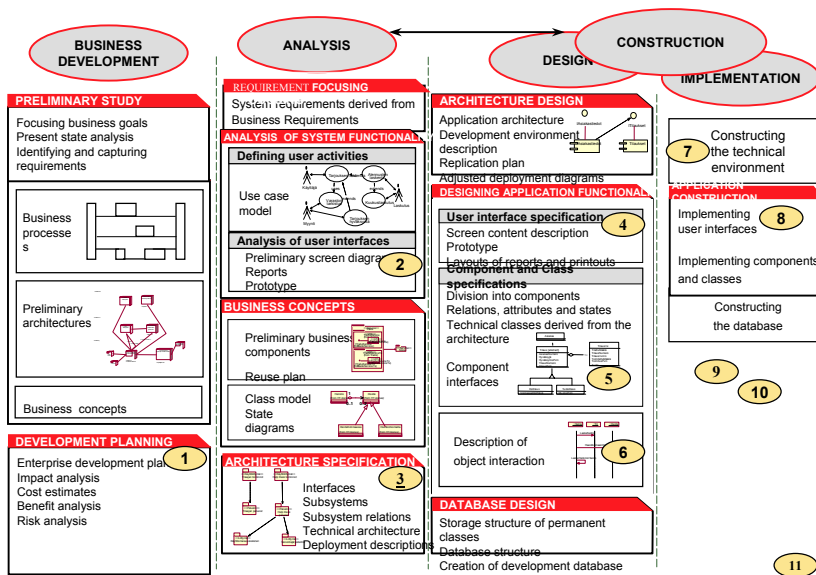 BUSINESS
DEVELOPMENT
ANALYSIS
DESIGN
CONSTRUCTION
IMPLEMENTATION
PRELIMINARY STUDY
Focusing business goals
Present state analysis
Identifying and capturing
requirements
Business
processe
s
Preliminary
architectures
Business concepts
DEVELOPMENT PLANNING
1
Enterprise development plan
Impact analysis
Cost estimates
Benefit analysis
Risk analysis
REQUIREMENT FOCUSING
System requirements derived from
Business Requirements
ANALYSIS OF SYSTEM FUNCTIONAL
Defining user activities
Use case
model
Analysis of user interfaces
Preliminary screen diagra
2
Reports
Prototype
BUSINESS CONCEPTS
Preliminary business
components
Reuse plan
Class model
State
diagrams
ARCHITECTURE SPECIFICATION
3
Interfaces
Subsystems
Subsystem relations
Technical architecture
Deployment descriptions
ARCHITECTURE DESIGN
Application architecture
Development environment
description
Replication plan
Adjusted deployment diagrams
DESIGNING APPLICATION FUNCTIONAL
User interface specification
4
Screen content description
Prototype
Layouts of reports and printouts
Component and Class
specifications
Division into components
Relations, attributes and states
Technical classes derived from the
architecture
Component
interfaces
5
Description of
object interaction
6
DATABASE DESIGN
Storage structure of permanent
classes
Database structure
Creation of development database
7
Constructing
the technical
environment
APPLICATION
CONSTRUCTION
8
Implementing
user interfaces
Implementing components
and classes
Constructing
the database
9
10
11